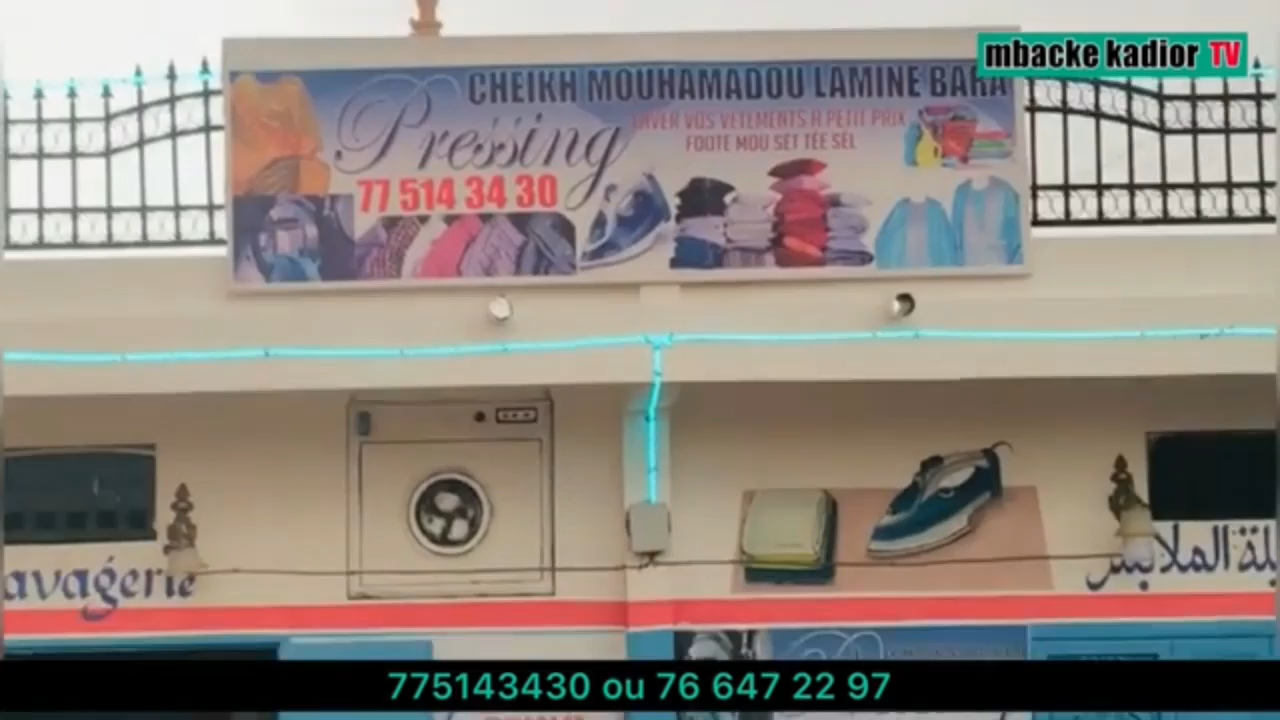 mbacke kadior TV
CHEIKH MOUHAMADOU LAMINE BARA
Pressing
LAVER VOS VETEMENTS A PETIT PRIX
FOOTE MOU SET TÉE SEL
77 514 34 30
avagerie
الملابس
775143430 ou 76 647 22 97